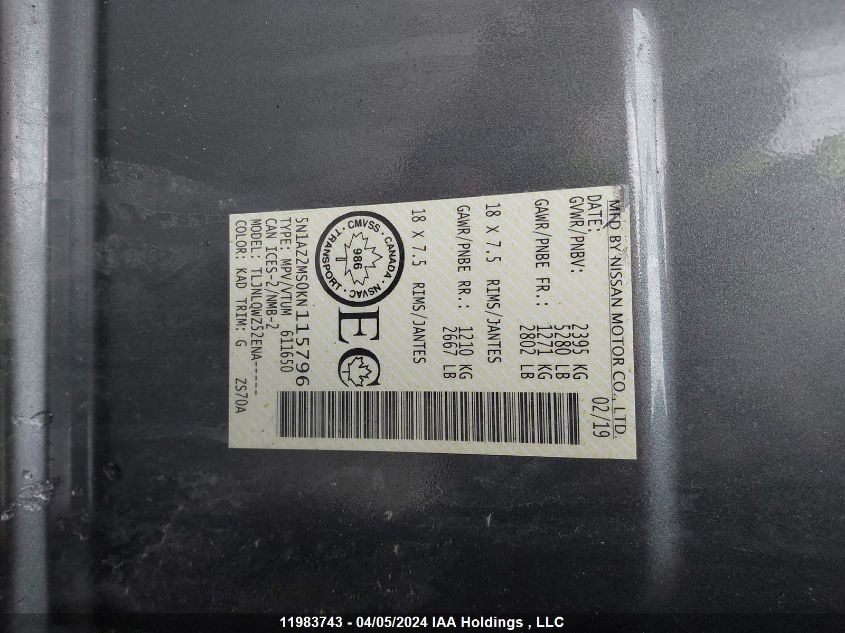 MFD BY NISSAN MOTOR CO., LTD.
DATE: 02/19
GVWR/PNBV: 2395 KG
5280 LB
GAWR/PNBE FR.: 1271 KG
2802 LB
18 X 7.5 RIMS/JANTES
GAWR/PNBE RR.: 1210 KG
2667 LB
18 X 7.5 RIMS/JANTES
CMVSS · CANADA · NSVAC · TRANSPORT ·
986
EC
5N1AZ2MS0KN115796
TYPE: MPV/VTUM 611650
CAN ICES-2/NMB-2
MODEL: TLJNLQWZ52ENA-----
COLOR: KAD TRIM: G ZS70A
11983743 - 04/05/2024 IAA Holdings , LLC